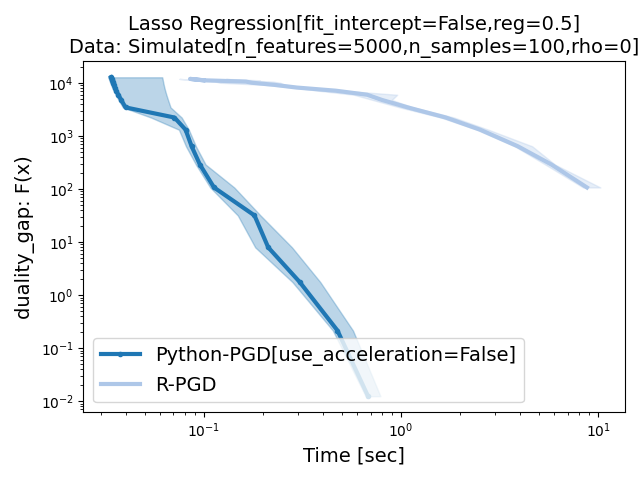 Lasso Regression[fit_intercept=False,reg=0.5]
Data: Simulated[n_features=5000,n_samples=100,rho=0]
duality_gap: F(x)
10⁴
10³
10²
10¹
10⁰
10⁻¹
10⁻²
Python-PGD[use_acceleration=False]
R-PGD
10⁻¹ 10⁰ 10¹
Time [sec]